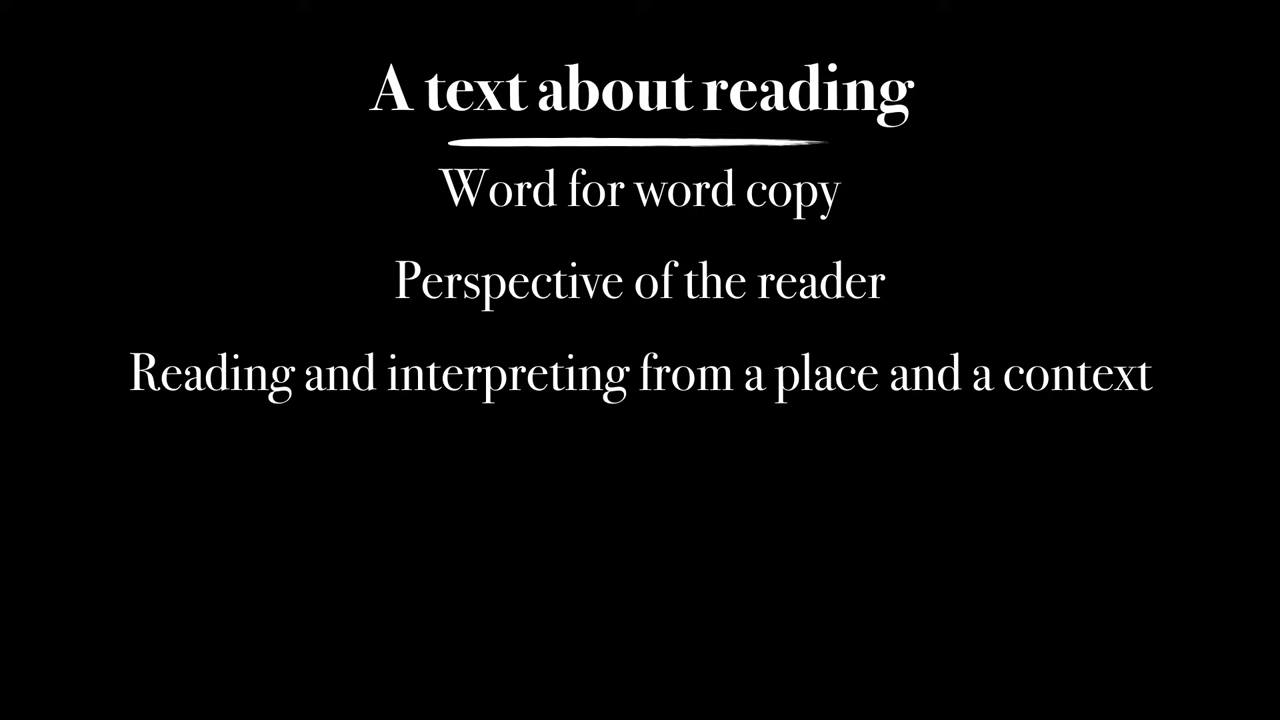 A text about reading
Word for word copy
Perspective of the reader
Reading and interpreting from a place and a context